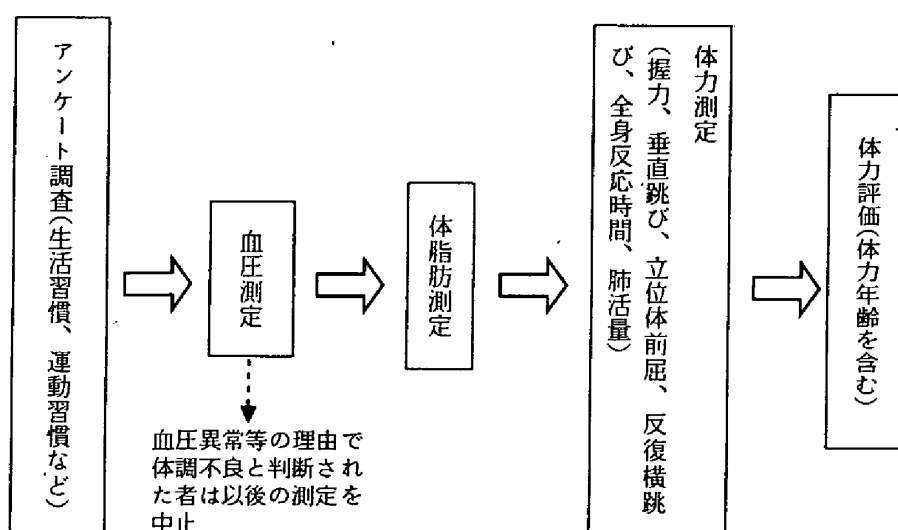 アンケート調査(生活習慣、運動習慣など)
血圧測定
血圧異常等の理由で
体調不良と判断され
た者は以後の測定を
中止
体脂肪測定
体力測定
(握力、垂直跳び、立位体前屈、反復横跳
び、全身反応時間、肺活量)
体力評価(体力年齢を含む)